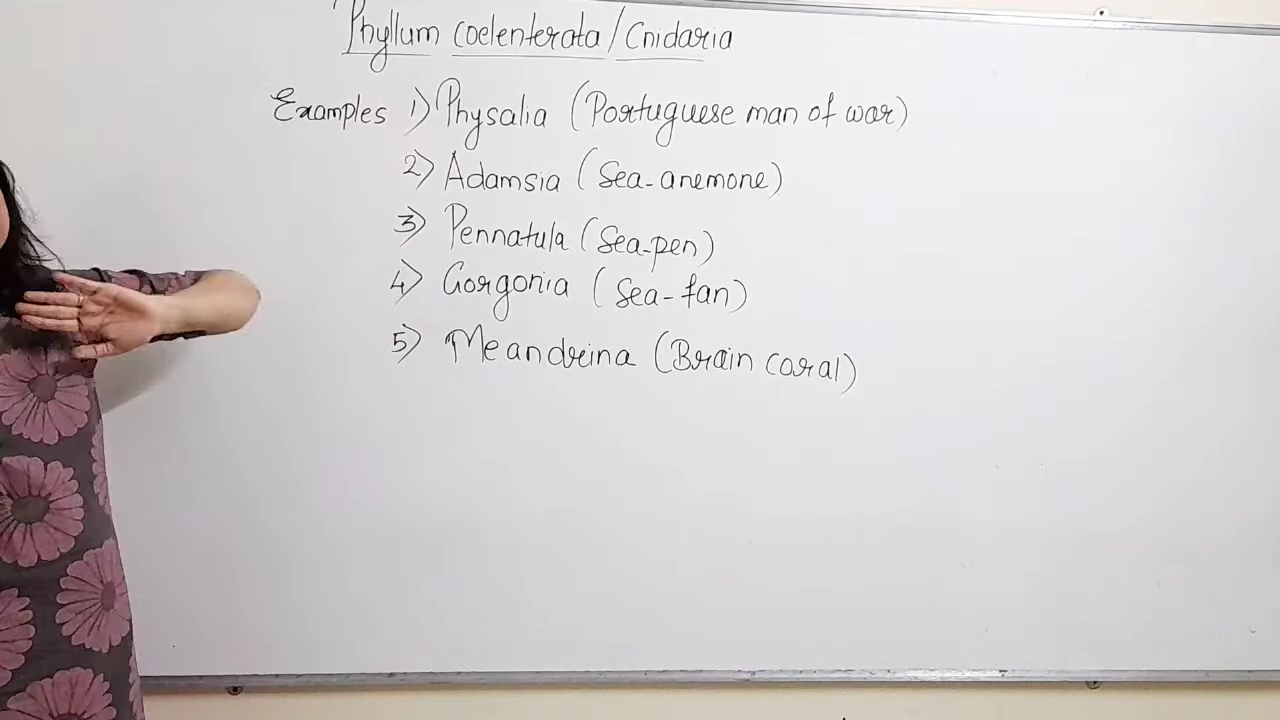 Phyllum coelenterata / Cnidaria
Examples 1) Physalia (Portuguese man of war)
2) Adamsia (Sea-anemone)
3) Pennatula (Sea-pen)
4) Gorgonia (Sea-fan)
5) Meandrina (Brain coral)